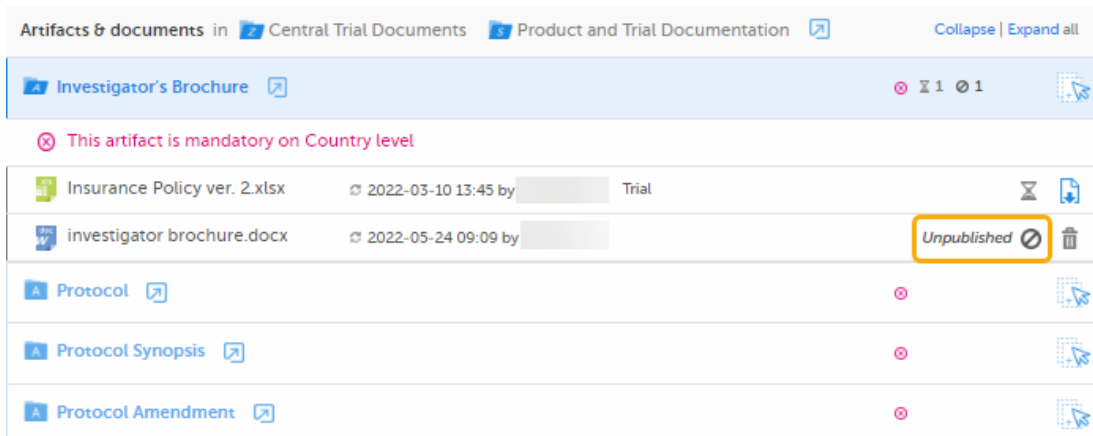 Artifacts & documents in Z Central Trial Documents S Product and Trial Documentation Collapse | Expand all
A Investigator's Brochure 1 1
This artifact is mandatory on Country level
xls Insurance Policy ver. 2.xlsx 2022-03-10 13:45 by Trial
doc W investigator brochure.docx 2022-05-24 09:09 by Unpublished
A Protocol
A Protocol Synopsis
A Protocol Amendment